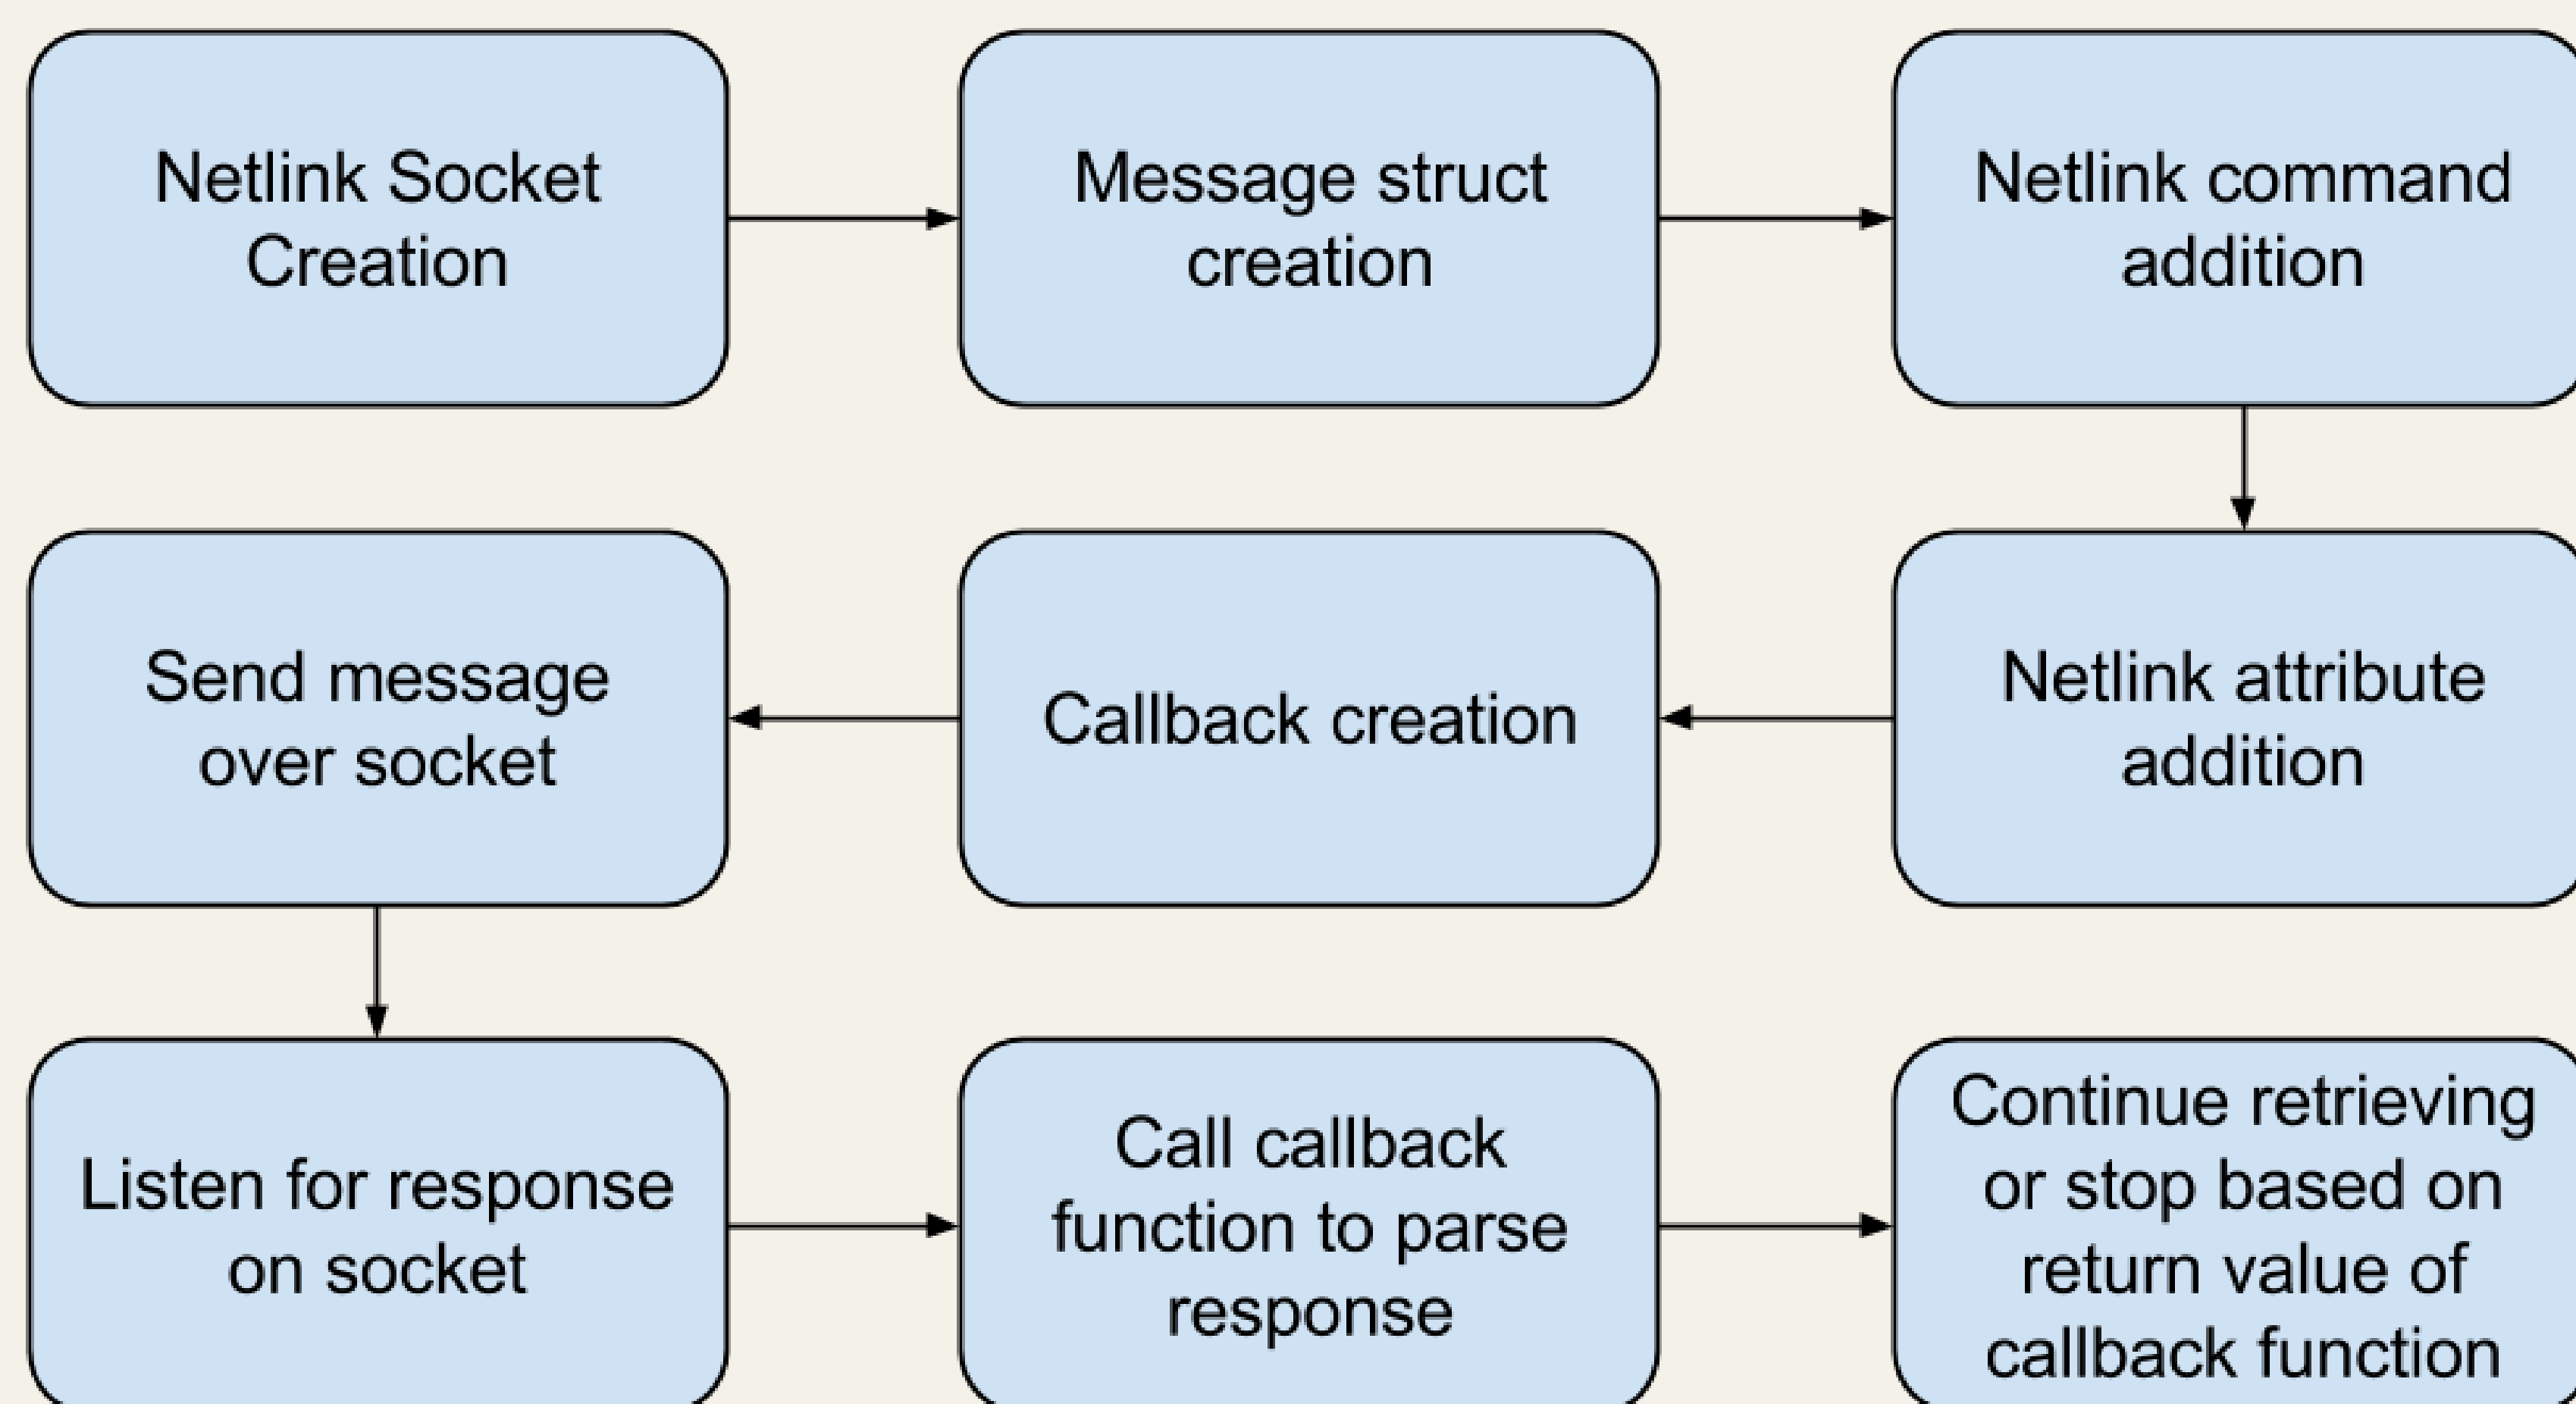 Netlink Socket
Creation
Message struct
creation
Netlink command
addition
Send message
over socket
Callback creation
Netlink attribute
addition
Listen for response
on socket
Call callback
function to parse
response
Continue retrieving
or stop based on
return value of
callback function